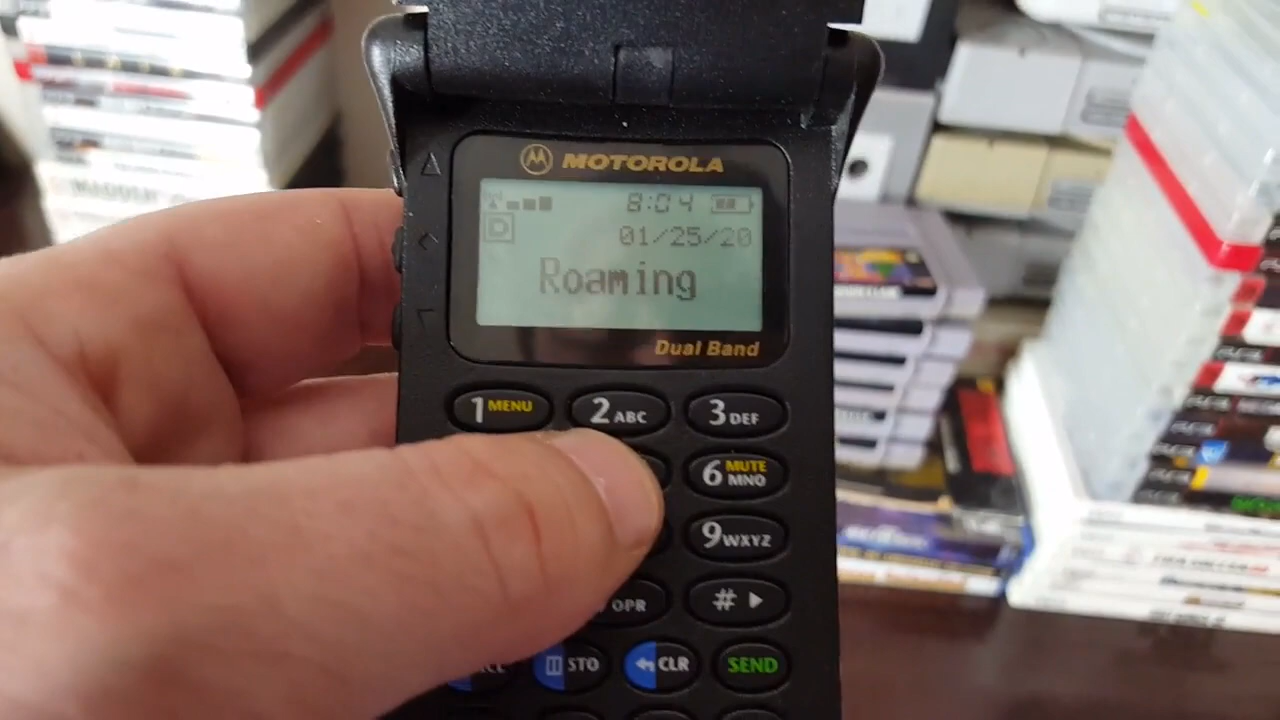 MOTOROLA
8:04
D
01/25/20
Roaming
Dual Band
1 MENU
2 ABC
3 DEF
6 MUTE MNO
9 WXYZ
OPR
#
STO
CLR
SEND